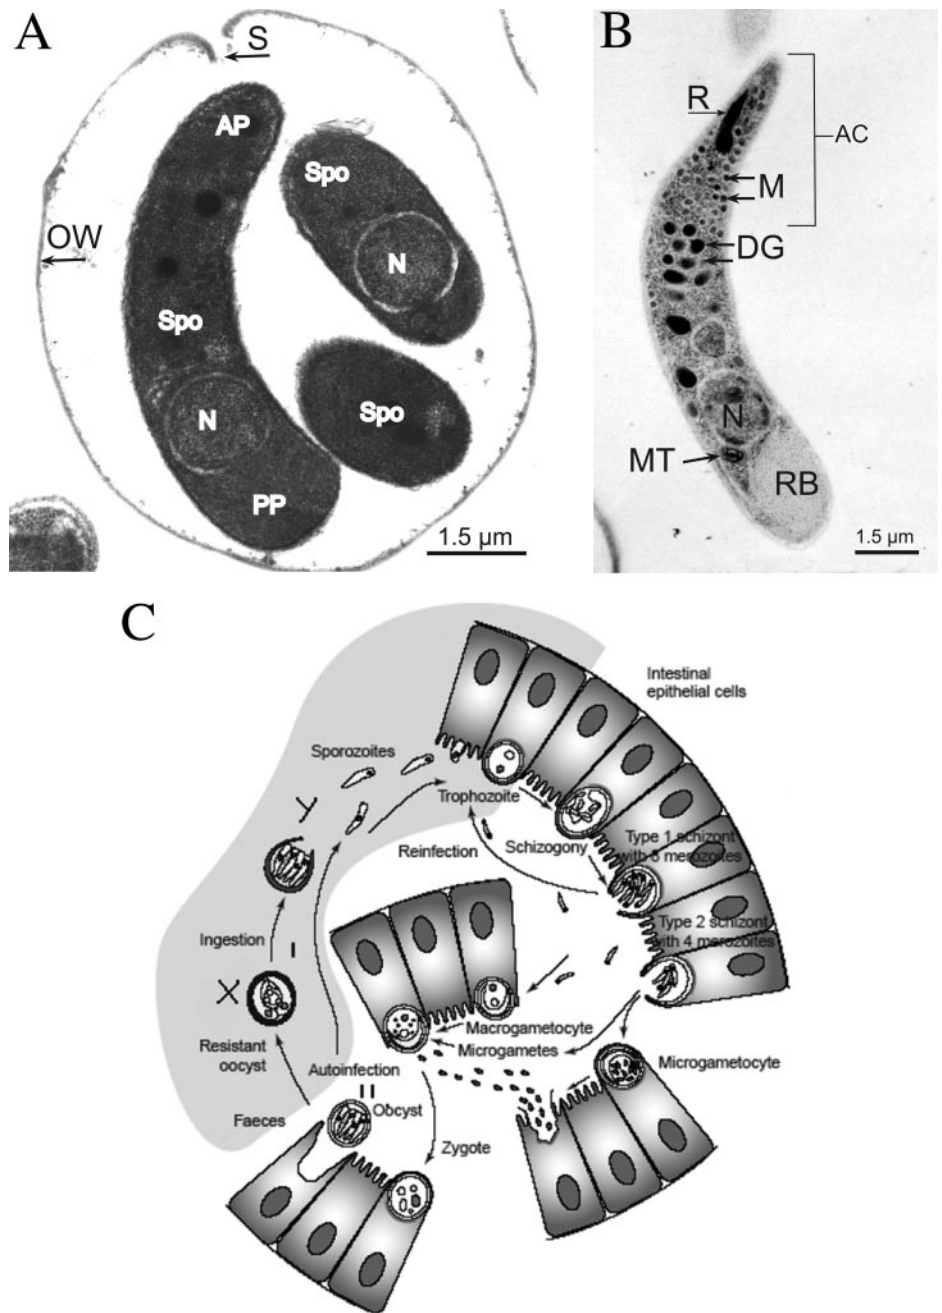 A
S
AP
Spo
OW
N
Spo
N
Spo
PP
1.5 µm
B
R
AC
M
DG
N
MT
RB
1.5 µm
C
Intestinal
epithelial cells
Sporozoites
Trophozoite
Y
Reinfection
Schizogony
Type 1 schizont
with 8 merozoites
Ingestion
I
Type 2 schizont
with 4 merozoites
X
Resistant
oocyst
Macrogametocyte
Microgametes
Autoinfection
Microgametocyte
II
Oocyst
Faeces
Zygote